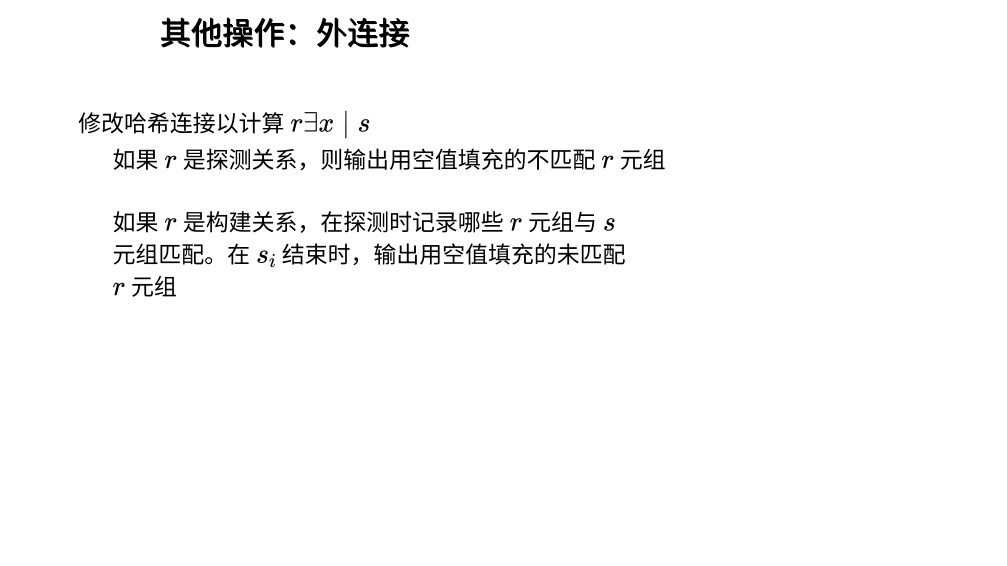 其他操作：外连接
修改哈希连接以计算 r∃x | s
如果 r 是探测关系，则输出用空值填充的不匹配 r 元组
如果 r 是构建关系，在探测时记录哪些 r 元组与 s
元组匹配。在 sᵢ 结束时，输出用空值填充的未匹配
r 元组